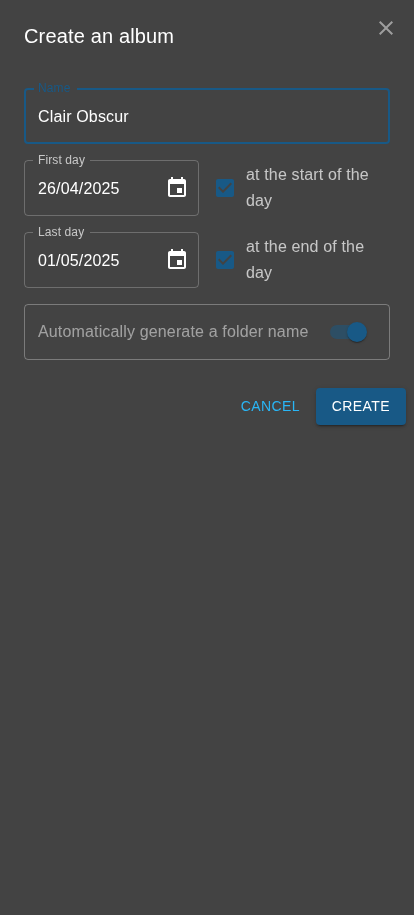 Create an album
Name
Clair Obscur
First day
26/04/2025
at the start of the
day
Last day
01/05/2025
at the end of the
day
Automatically generate a folder name
CANCEL
CREATE